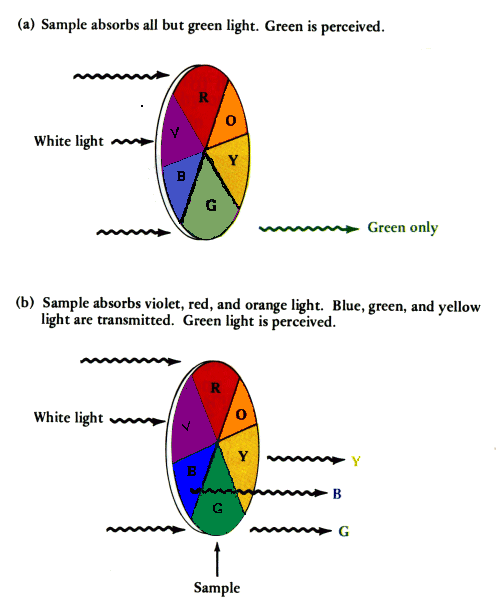 (a) Sample absorbs all but green light. Green is perceived.
R
O
V
White light
Y
B
G
Green only
(b) Sample absorbs violet, red, and orange light. Blue, green, and yellow
light are transmitted. Green light is perceived.
R
White light
O
V
Y
Y
B
B
G
G
Sample